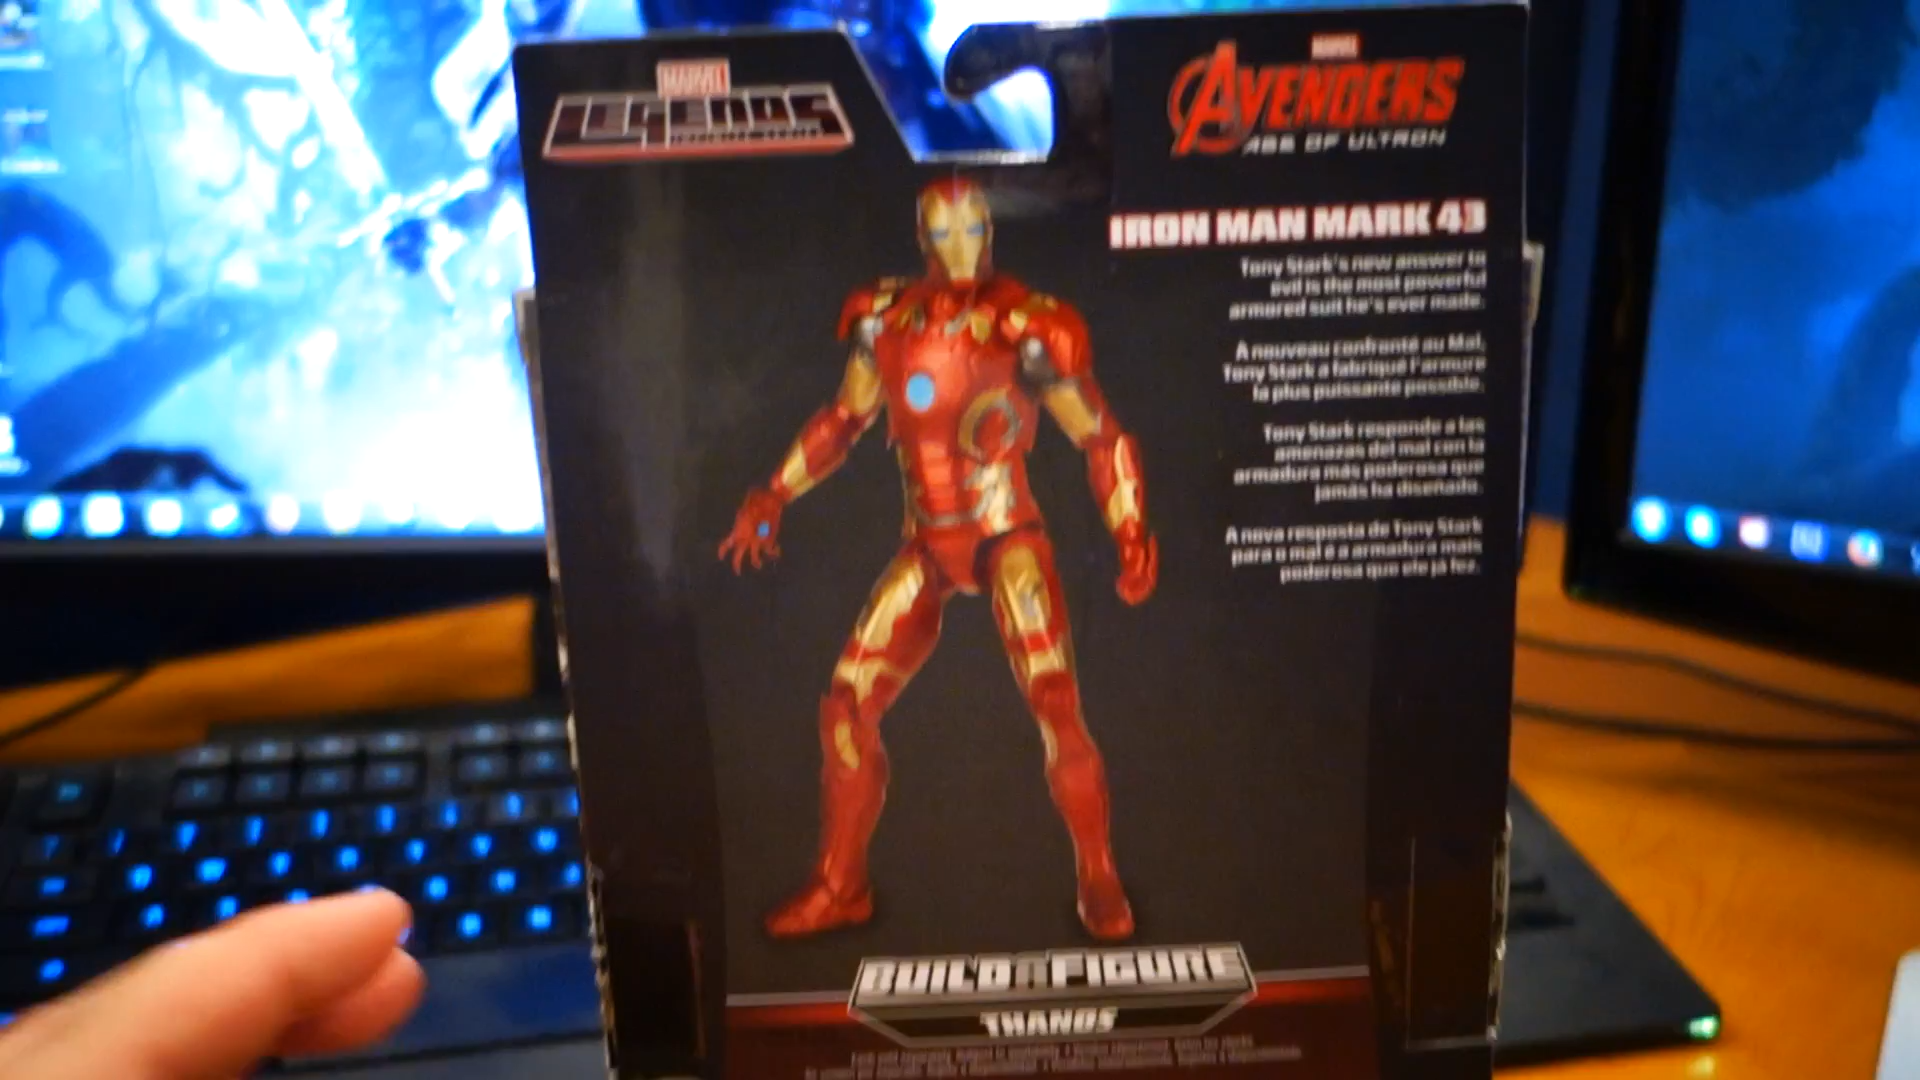 MARVEL
LEGENDS
INFINITE SERIES
MARVEL
AVENGERS
AGE OF ULTRON
IRON MAN MARK 43
Tony Stark's new answer to
evil is the most powerful
armored suit he's ever made.
A nouveau confronté au Mal,
Tony Stark a fabriqué l'armure
la plus puissante possible.
Tony Stark responde a las
amenazas del mal con la
armadura más poderosa que
jamás ha diseñado.
A nova resposta de Tony Stark
para o mal é a armadura mais
poderosa que ele já fez.
BUILD A FIGURE
THANOS